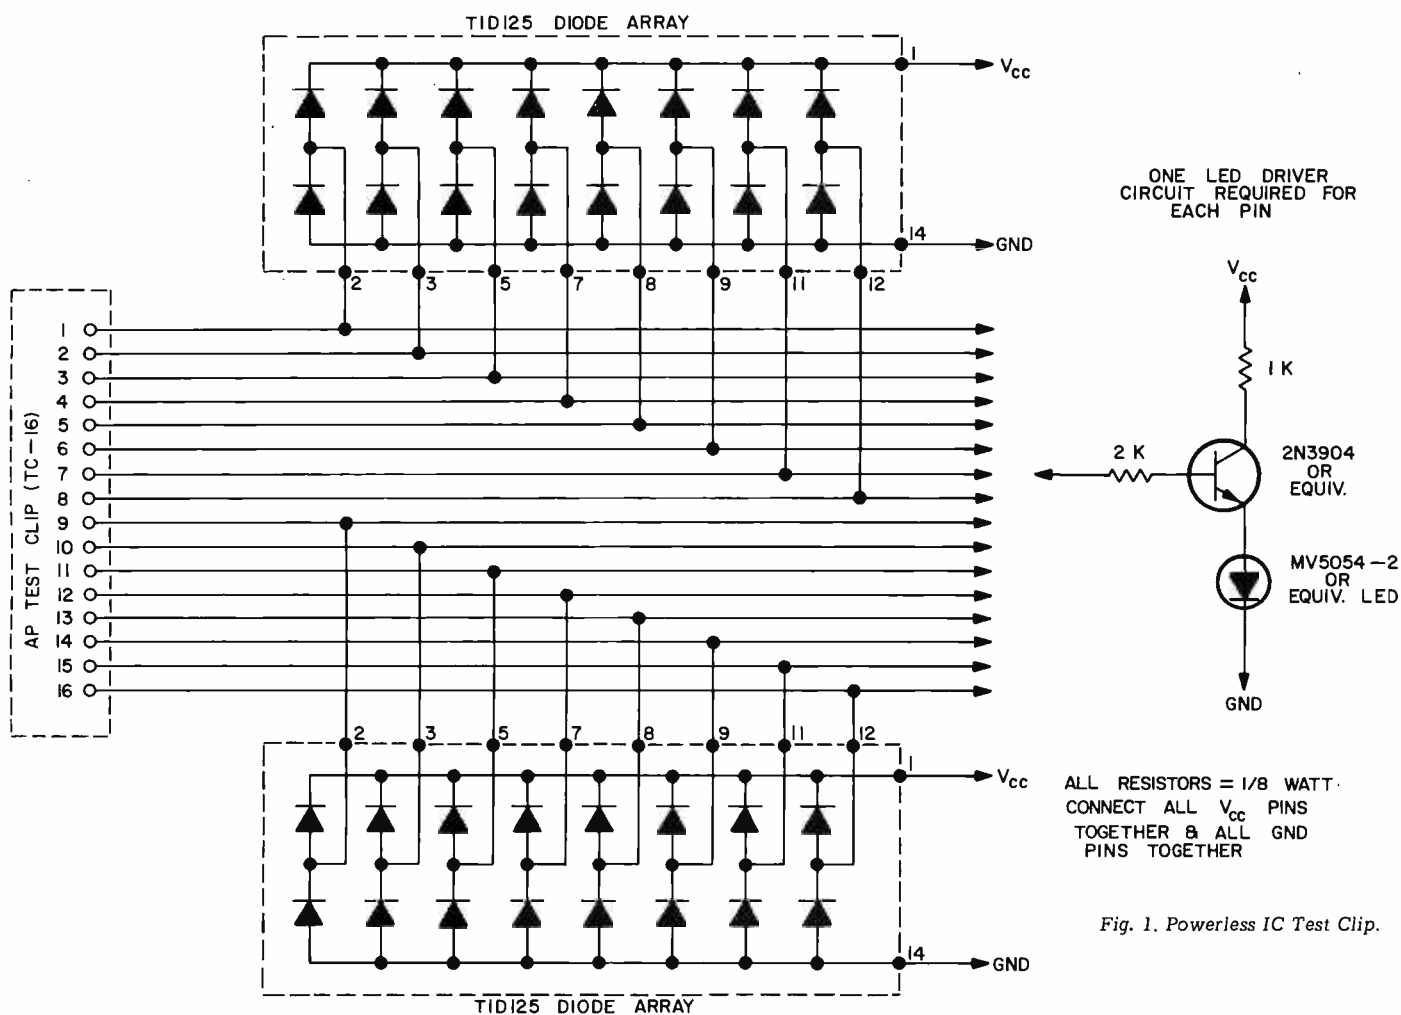 TID125 DIODE ARRAY
1
Vcc
14
GND
2 3 5 7 8 9 11 12
ONE LED DRIVER
CIRCUIT REQUIRED FOR
EACH PIN
Vcc
1 K
2 K
2N3904
OR
EQUIV.
MV5054-2
OR
EQUIV. LED
GND
AP TEST CLIP (TC-16)
1
2
3
4
5
6
7
8
9
10
11
12
13
14
15
16
2 3 5 7 8 9 11 12
1
Vcc
14
GND
TID125 DIODE ARRAY
ALL RESISTORS = 1/8 WATT
CONNECT ALL Vcc PINS
TOGETHER & ALL GND
PINS TOGETHER
Fig. 1. Powerless IC Test Clip.